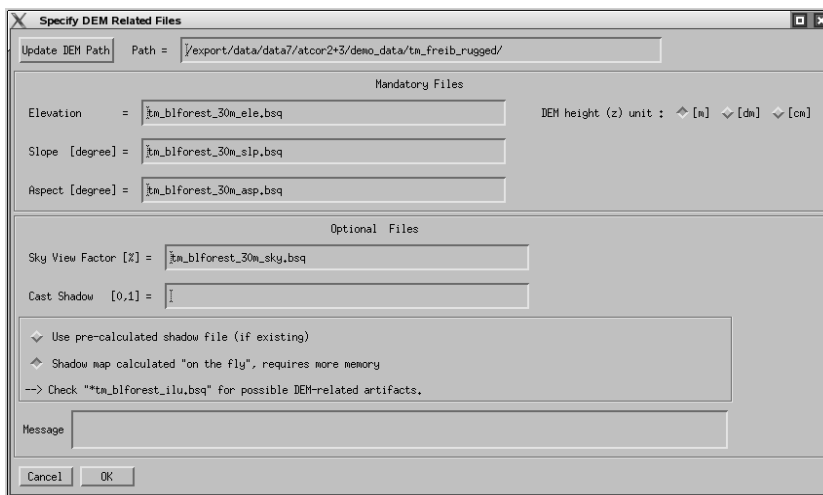 Specify DEM Related Files
Update DEM Path Path = /export/data/data7/atcor2+3/demo_data/tm_freib_rugged/
Mandatory Files
Elevation = tm_blforest_30m_ele.bsq DEM height (z) unit : [m] [dm] [cm]
Slope [degree] = tm_blforest_30m_slp.bsq
Aspect [degree] = tm_blforest_30m_asp.bsq
Optional Files
Sky View Factor [%] = tm_blforest_30m_sky.bsq
Cast Shadow [0,1] =
Use pre-calculated shadow file (if existing)
Shadow map calculated "on the fly", requires more memory
--> Check "*tm_blforest_ilu.bsq" for possible DEM-related artifacts.
Message
Cancel OK